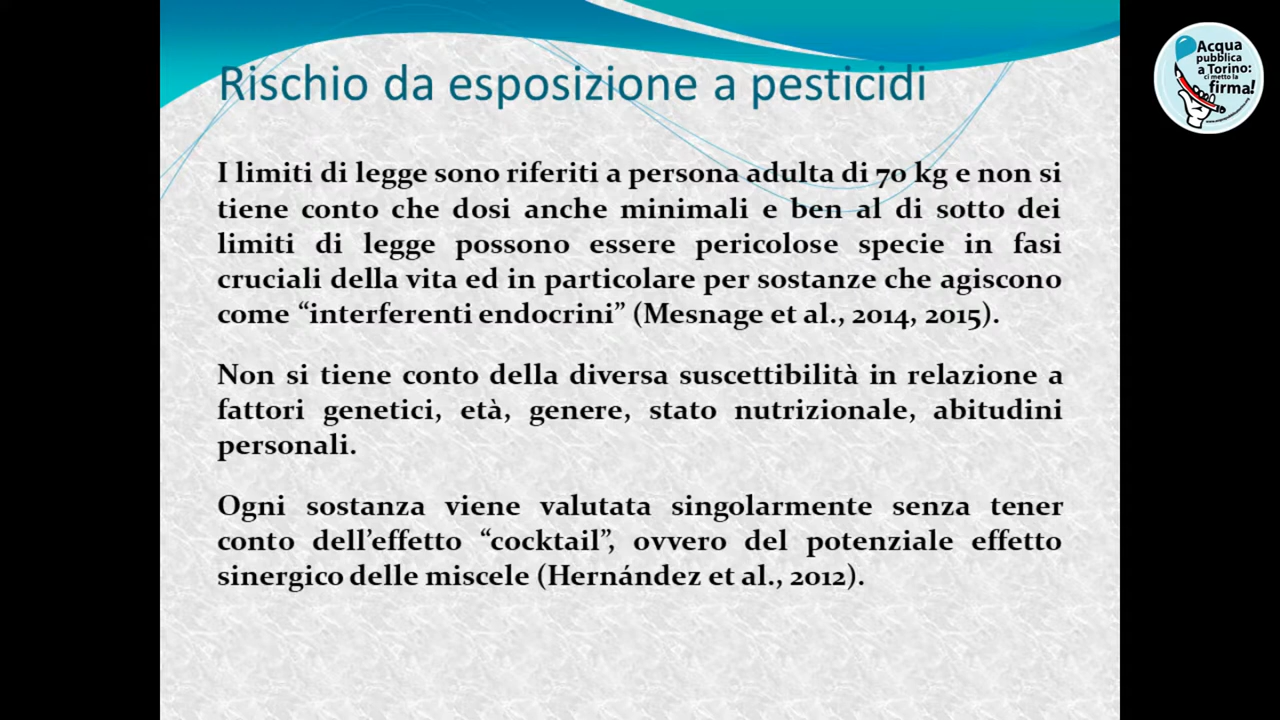 Rischio da esposizione a pesticidi
I limiti di legge sono riferiti a persona adulta di 70 kg e non si
tiene conto che dosi anche minimali e ben al di sotto dei
limiti di legge possono essere pericolose specie in fasi
cruciali della vita ed in particolare per sostanze che agiscono
come “interferenti endocrini” (Mesnage et al., 2014, 2015).
Non si tiene conto della diversa suscettibilità in relazione a
fattori genetici, età, genere, stato nutrizionale, abitudini
personali.
Ogni sostanza viene valutata singolarmente senza tener
conto dell’effetto “cocktail”, ovvero del potenziale effetto
sinergico delle miscele (Hernández et al., 2012).
Acqua
pubblica
a Torino:
ci metto la
firma!